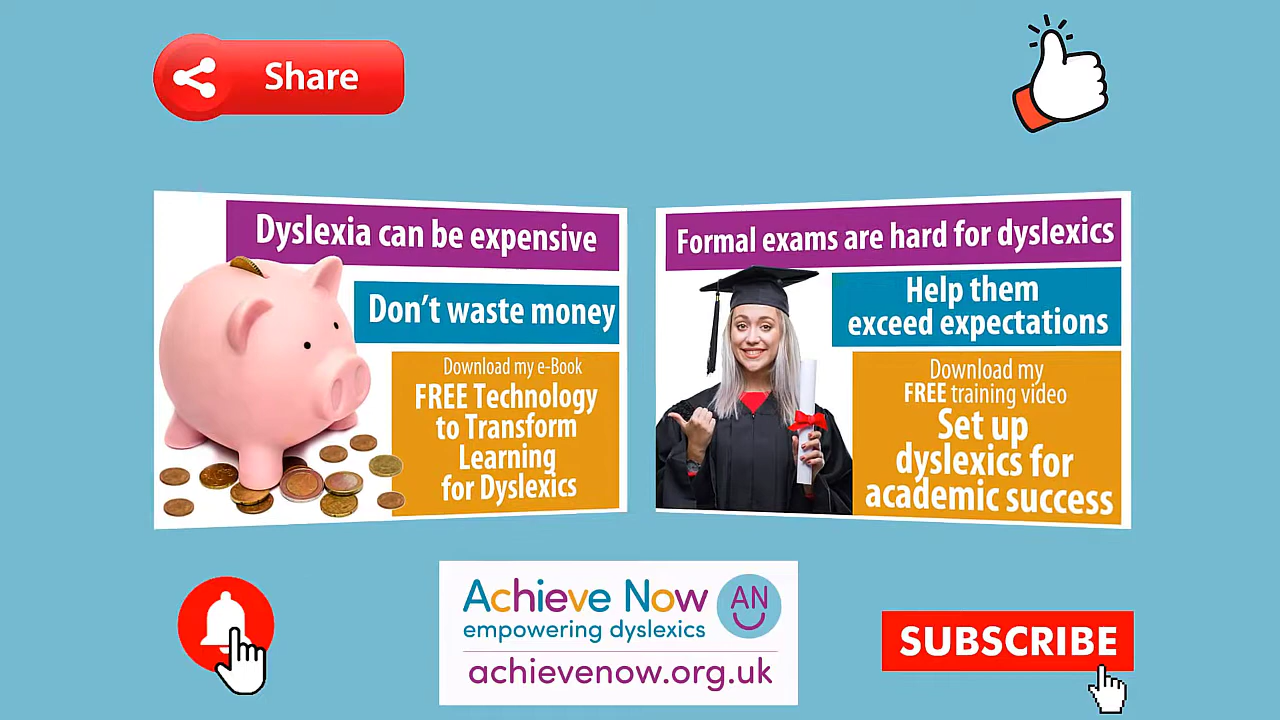 Share
Dyslexia can be expensive
Don't waste money
Download my e-Book
FREE Technology
to Transform
Learning
for Dyslexics
Formal exams are hard for dyslexics
Help them
exceed expectations
Download my
FREE training video
Set up
dyslexics for
academic success
Achieve Now
AN
empowering dyslexics
achievenow.org.uk
SUBSCRIBE